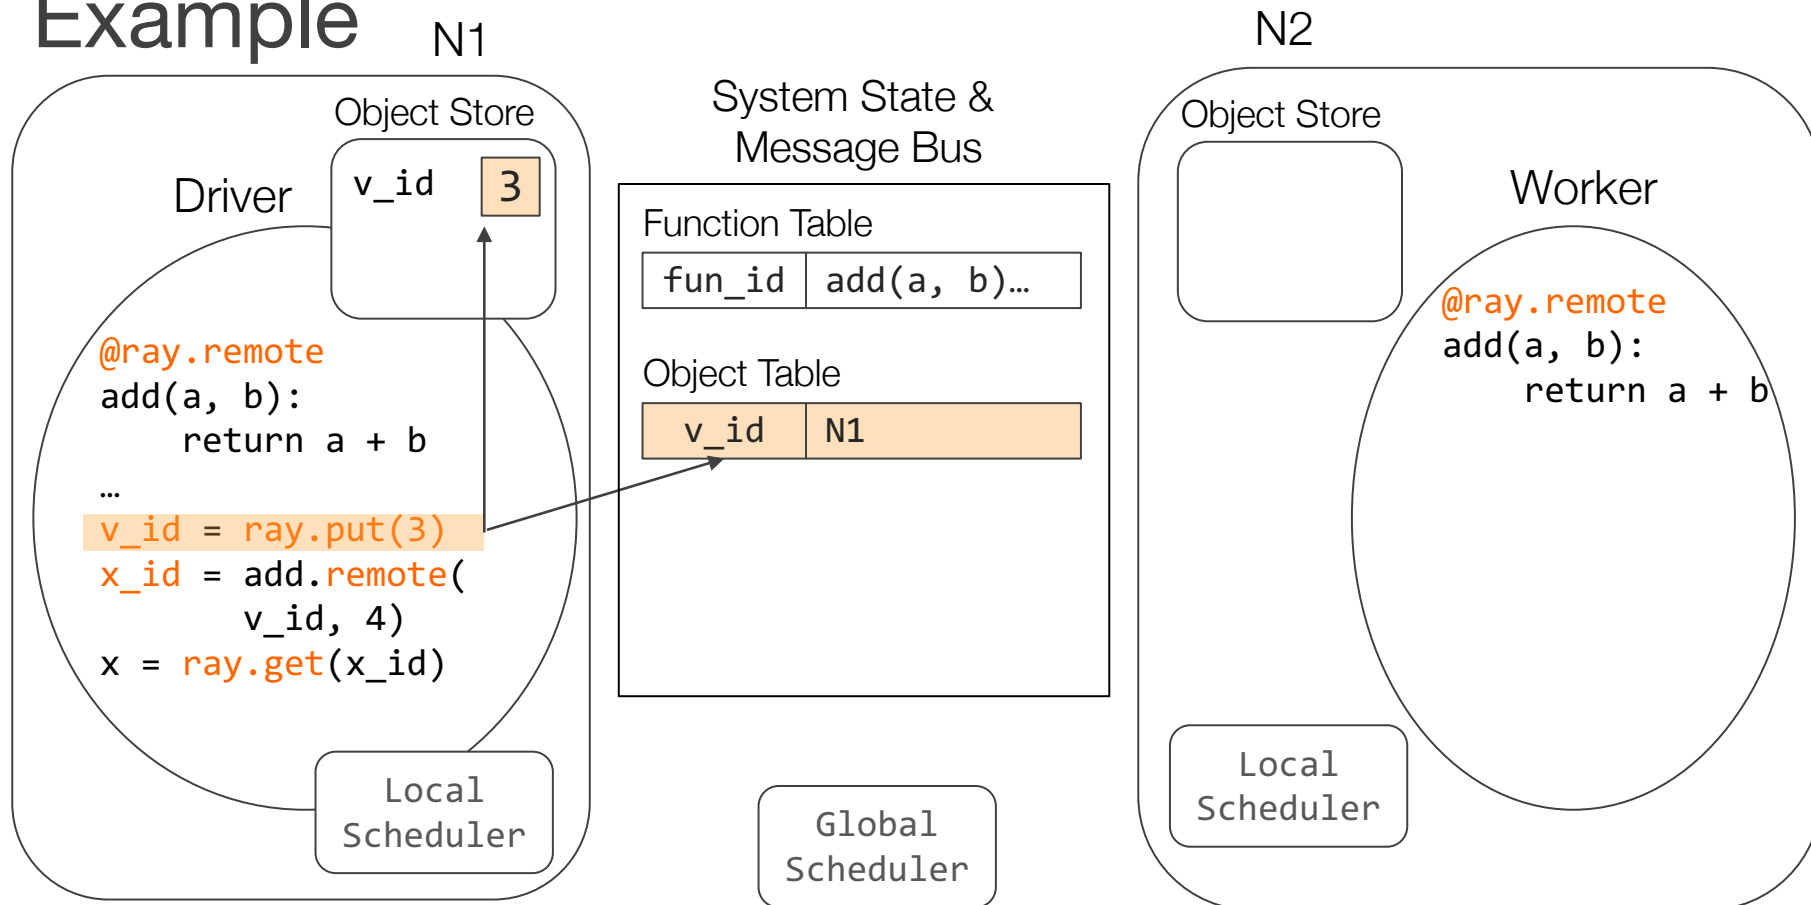 Example
N1
Object Store
v_id 3
Driver
@ray.remote
add(a, b):
return a + b
…
v_id = ray.put(3)
x_id = add.remote(
v_id, 4)
x = ray.get(x_id)
Local
Scheduler
System State &
Message Bus
Function Table
fun_id add(a, b)…
Object Table
v_id N1
Global
Scheduler
N2
Object Store
Worker
@ray.remote
add(a, b):
return a + b
Local
Scheduler